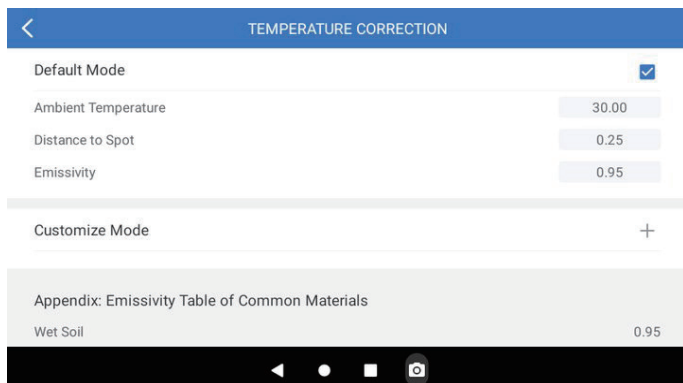 TEMPERATURE CORRECTION
Default Mode
Ambient Temperature 30.00
Distance to Spot 0.25
Emissivity 0.95
Customize Mode
Appendix: Emissivity Table of Common Materials
Wet Soil 0.95